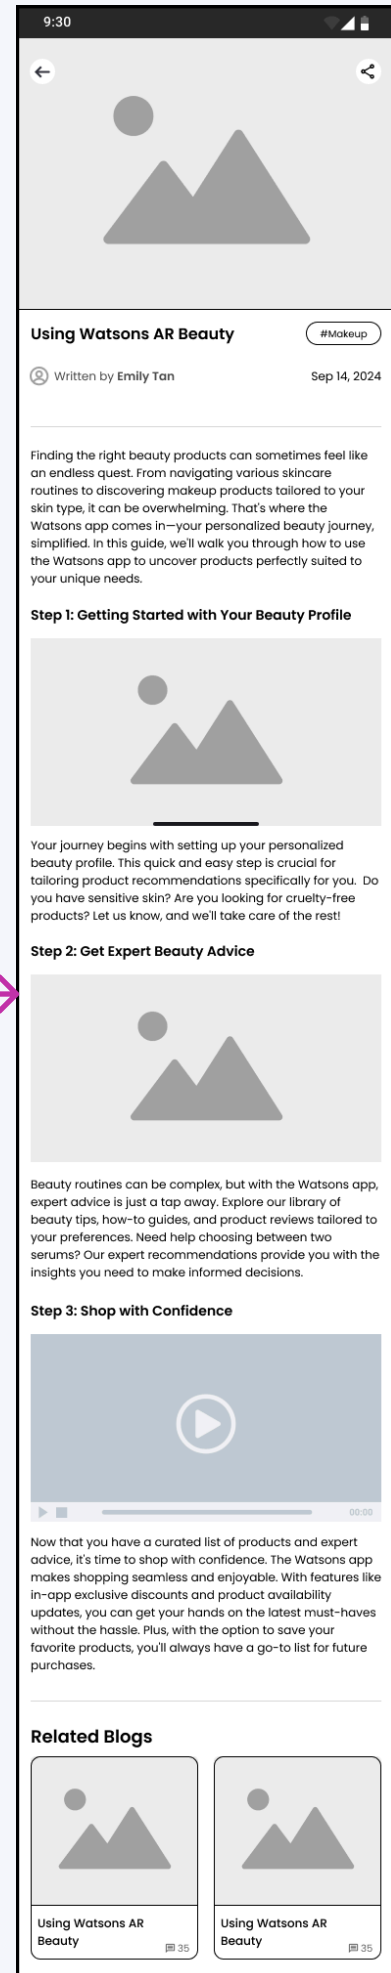 9:30
Using Watsons AR Beauty
#Makeup
Written by Emily Tan
Sep 14, 2024
Finding the right beauty products can sometimes feel like
an endless quest. From navigating various skincare
routines to discovering makeup products tailored to your
skin type, it can be overwhelming. That's where the
Watsons app comes in—your personalized beauty journey,
simplified. In this guide, we'll walk you through how to use
the Watsons app to uncover products perfectly suited to
your unique needs.
Step 1: Getting Started with Your Beauty Profile
Your journey begins with setting up your personalized
beauty profile. This quick and easy step is crucial for
tailoring product recommendations specifically for you.  Do
you have sensitive skin? Are you looking for cruelty-free
products? Let us know, and we'll take care of the rest!
Step 2: Get Expert Beauty Advice
Beauty routines can be complex, but with the Watsons app,
expert advice is just a tap away. Explore our library of
beauty tips, how-to guides, and product reviews tailored to
your preferences. Need help choosing between two
serums? Our expert recommendations provide you with the
insights you need to make informed decisions.
Step 3: Shop with Confidence
00:00
Now that you have a curated list of products and expert
advice, it's time to shop with confidence. The Watsons app
makes shopping seamless and enjoyable. With features like
in-app exclusive discounts and product availability
updates, you can get your hands on the latest must-haves
without the hassle. Plus, with the option to save your
favorite products, you'll always have a go-to list for future
purchases.
Related Blogs
Using Watsons AR
Beauty
35
Using Watsons AR
Beauty
35